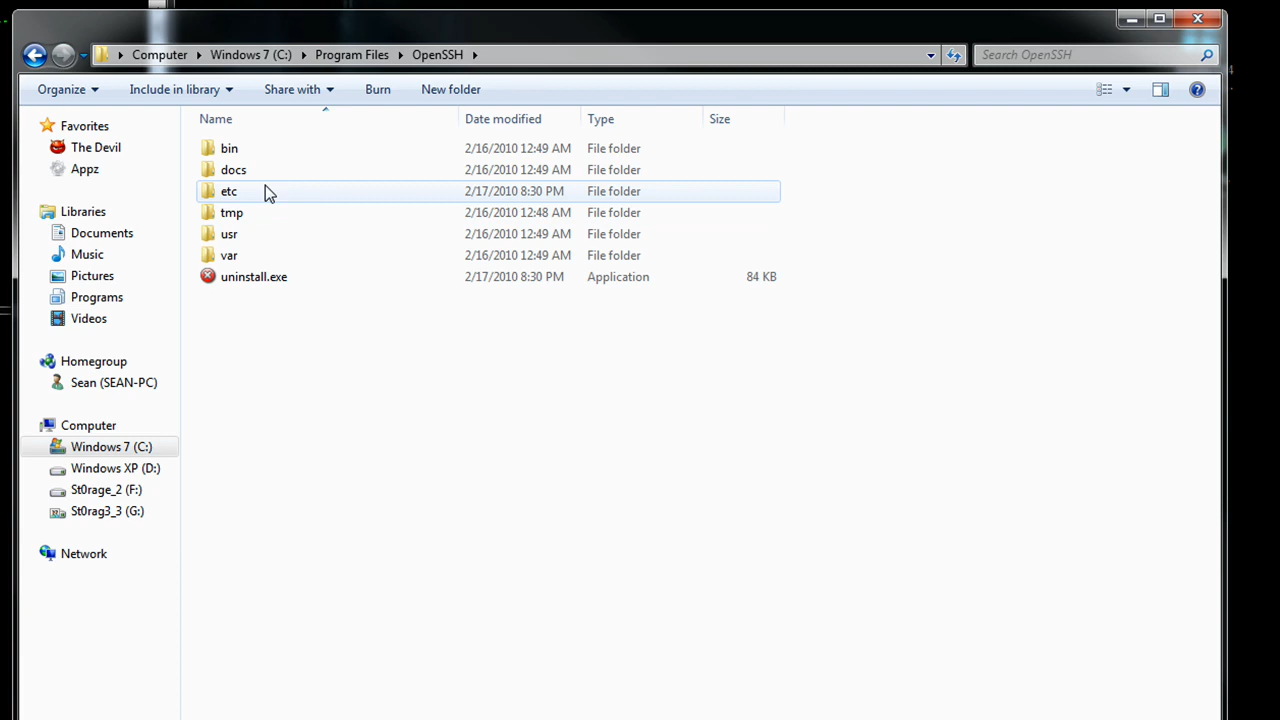 Computer Windows 7 (C:) Program Files OpenSSH Search OpenSSH
Organize Include in library Share with Burn New folder
Name Date modified Type Size
Favorites
The Devil
Appz
Libraries
Documents
Music
Pictures
Programs
Videos
Homegroup
Sean (SEAN-PC)
Computer
Windows 7 (C:)
Windows XP (D:)
St0rage_2 (F:)
St0rag3_3 (G:)
Network
bin 2/16/2010 12:49 AM File folder
docs 2/16/2010 12:49 AM File folder
etc 2/17/2010 8:30 PM File folder
tmp 2/16/2010 12:48 AM File folder
usr 2/16/2010 12:49 AM File folder
var 2/16/2010 12:49 AM File folder
uninstall.exe 2/17/2010 8:30 PM Application 84 KB